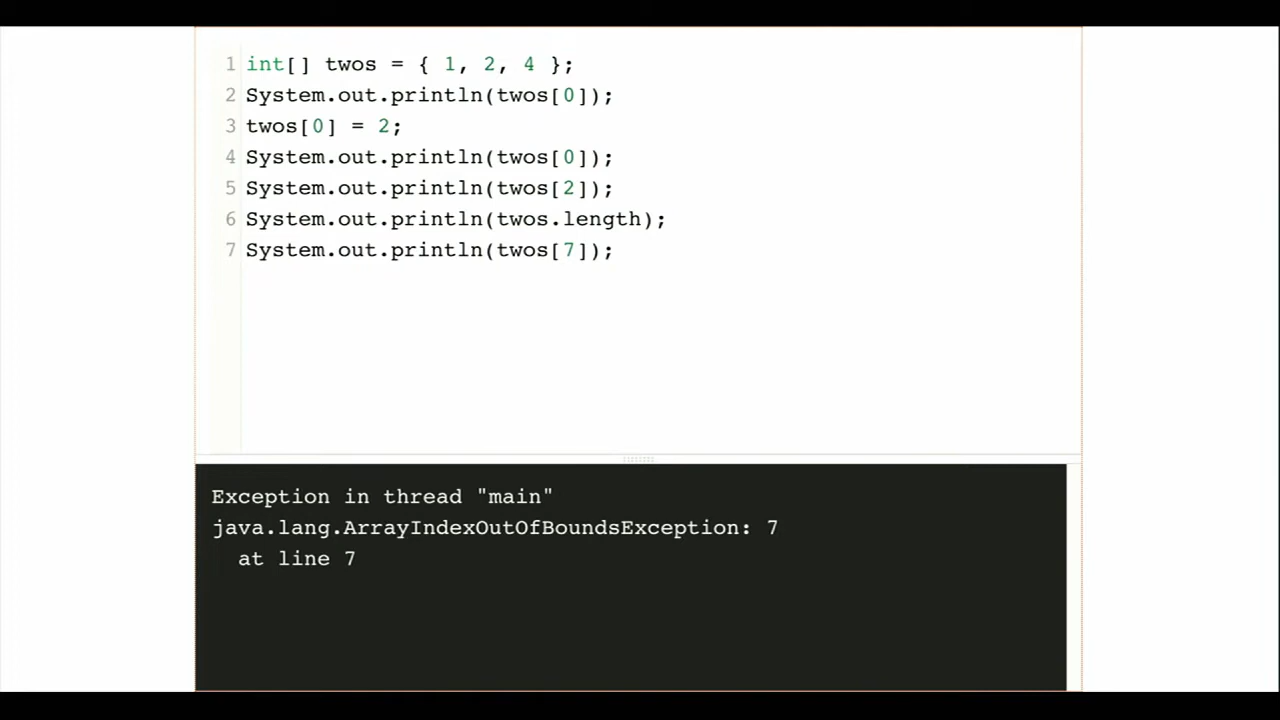 1 int[] twos = { 1, 2, 4 };
2 System.out.println(twos[0]);
3 twos[0] = 2;
4 System.out.println(twos[0]);
5 System.out.println(twos[2]);
6 System.out.println(twos.length);
7 System.out.println(twos[7]);
Exception in thread "main"
java.lang.ArrayIndexOutOfBoundsException: 7
  at line 7